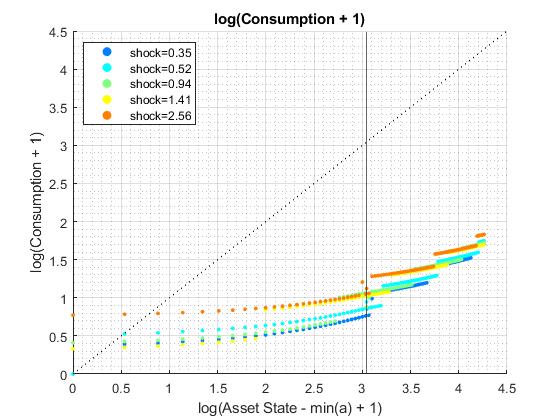 log(Consumption + 1)
4.5
4
3.5
3
2.5
2
1.5
1
0.5
0
log(Consumption + 1)
shock=0.35
shock=0.52
shock=0.94
shock=1.41
shock=2.56
0 0.5 1 1.5 2 2.5 3 3.5 4 4.5
log(Asset State - min(a) + 1)